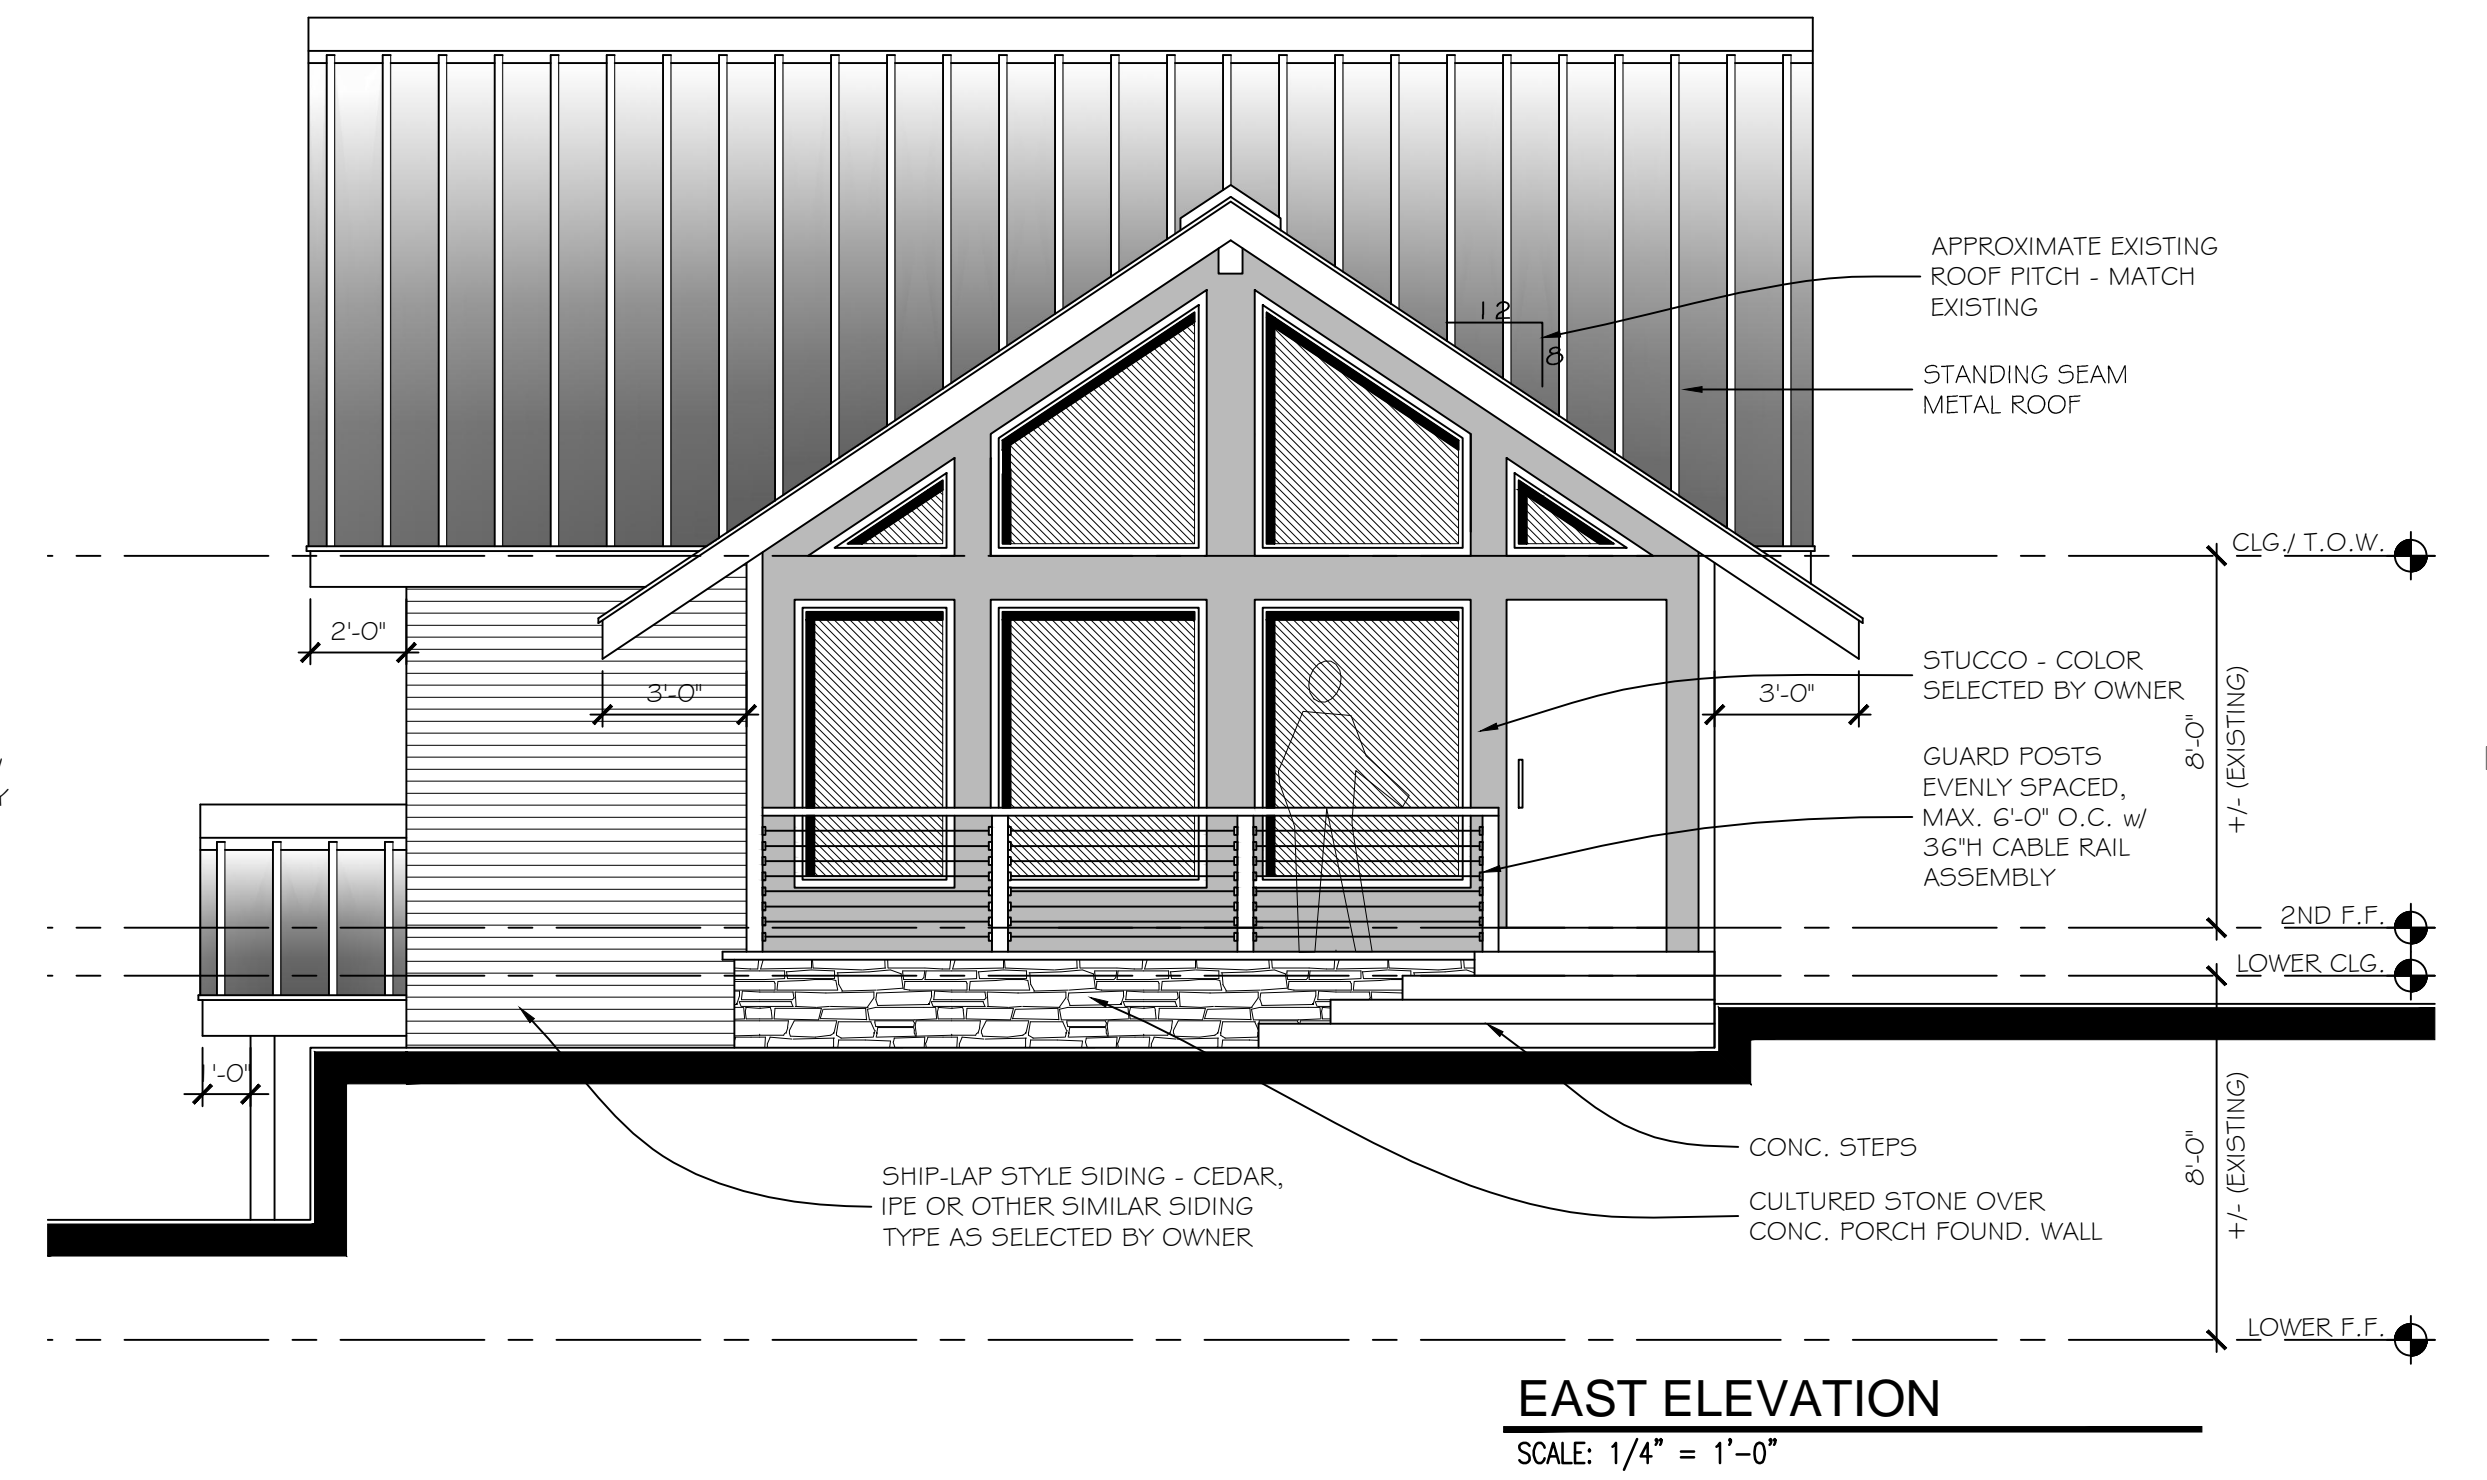 APPROXIMATE EXISTING
ROOF PITCH - MATCH
EXISTING
12
8
STANDING SEAM
METAL ROOF
CLG./ T.O.W.
2'-0"
3'-0"
STUCCO - COLOR
SELECTED BY OWNER
3'-0"
8'-0"
+/- (EXISTING)
GUARD POSTS
EVENLY SPACED,
MAX. 6'-0" O.C. w/
36"H CABLE RAIL
ASSEMBLY
2ND F.F.
LOWER CLG.
1'-0"
8'-0"
+/- (EXISTING)
CONC. STEPS
SHIP-LAP STYLE SIDING - CEDAR,
IPE OR OTHER SIMILAR SIDING
TYPE AS SELECTED BY OWNER
CULTURED STONE OVER
CONC. PORCH FOUND. WALL
LOWER F.F.
EAST ELEVATION
SCALE: 1/4" = 1'-0"